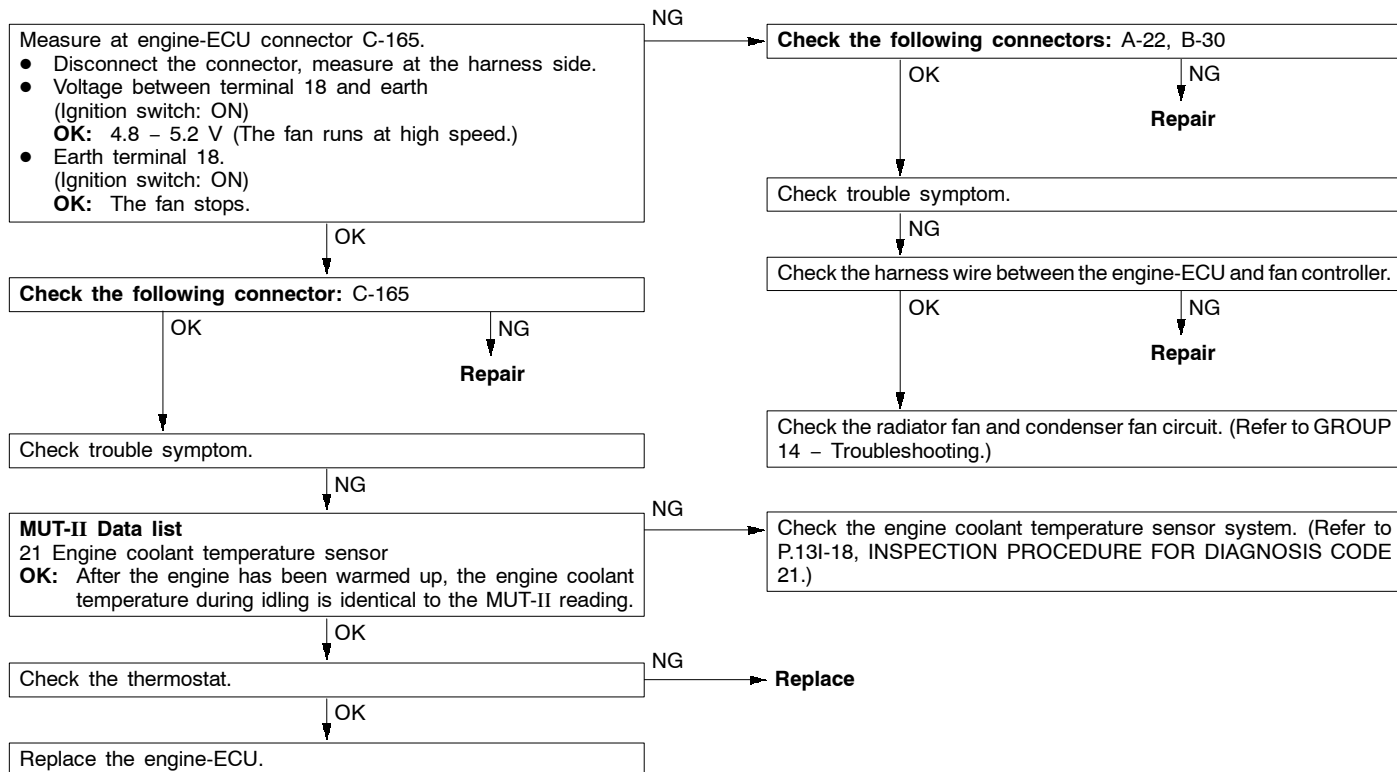 Measure at engine-ECU connector C-165.
● Disconnect the connector, measure at the harness side.
● Voltage between terminal 18 and earth
(Ignition switch: ON)
OK: 4.8 – 5.2 V (The fan runs at high speed.)
● Earth terminal 18.
(Ignition switch: ON)
OK: The fan stops.
NG
Check the following connectors: A-22, B-30
OK
NG
Repair
Check trouble symptom.
NG
Check the harness wire between the engine-ECU and fan controller.
OK
NG
Repair
Check the radiator fan and condenser fan circuit. (Refer to GROUP
14 – Troubleshooting.)
OK
Check the following connector: C-165
OK
NG
Repair
Check trouble symptom.
NG
MUT-II Data list
21 Engine coolant temperature sensor
OK: After the engine has been warmed up, the engine coolant
temperature during idling is identical to the MUT-II reading.
NG
Check the engine coolant temperature sensor system. (Refer to
P.13I-18, INSPECTION PROCEDURE FOR DIAGNOSIS CODE
21.)
OK
Check the thermostat.
NG
Replace
OK
Replace the engine-ECU.